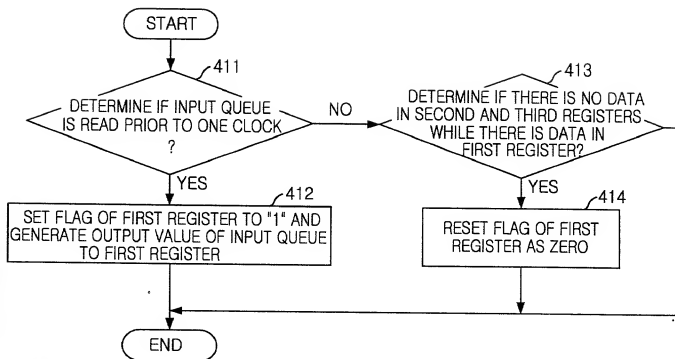 START
411
DETERMINE IF INPUT QUEUE
IS READ PRIOR TO ONE CLOCK
?
NO
YES
413
DETERMINE IF THERE IS NO DATA
IN SECOND AND THIRD REGISTERS
WHILE THERE IS DATA IN
FIRST REGISTER?
YES
412
SET FLAG OF FIRST REGISTER TO "1" AND
GENERATE OUTPUT VALUE OF INPUT QUEUE
TO FIRST REGISTER
414
RESET FLAG OF FIRST
REGISTER AS ZERO
END